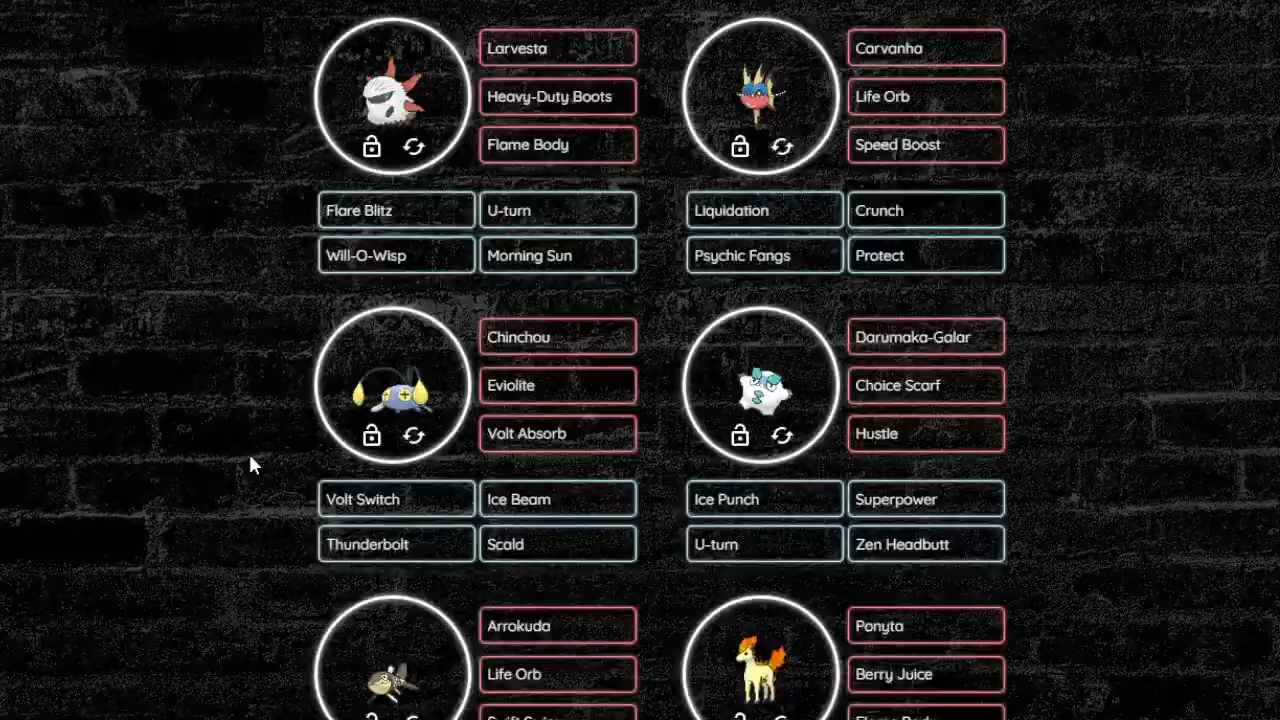 Larvesta
Heavy-Duty Boots
Flame Body
Flare Blitz
U-turn
Will-O-Wisp
Morning Sun
Carvanha
Life Orb
Speed Boost
Liquidation
Crunch
Psychic Fangs
Protect
Chinchou
Eviolite
Volt Absorb
Volt Switch
Ice Beam
Thunderbolt
Scald
Darumaka-Galar
Choice Scarf
Hustle
Ice Punch
Superpower
U-turn
Zen Headbutt
Arrokuda
Life Orb
Ponyta
Berry Juice